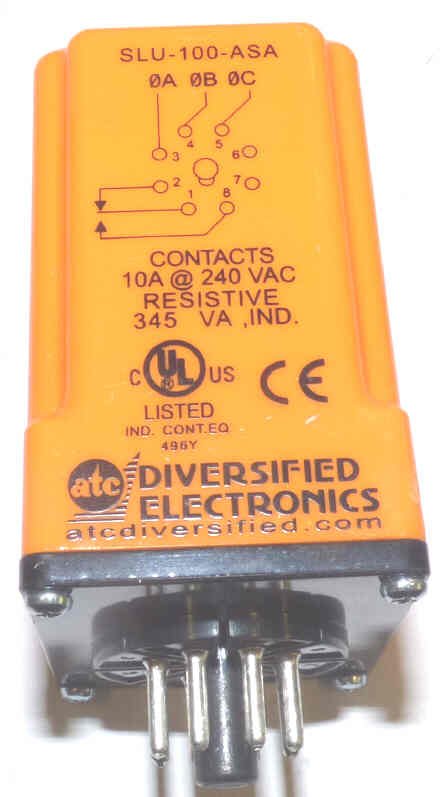 SLU-100-ASA
ØA ØB ØC
4 5
3 6
2 7
1 8
CONTACTS
10A @ 240 VAC
RESISTIVE
345 VA ,IND.
C UL US CE
LISTED
IND. CONT.EQ
496Y
atc DIVERSIFIED
ELECTRONICS
atcdiversified.com